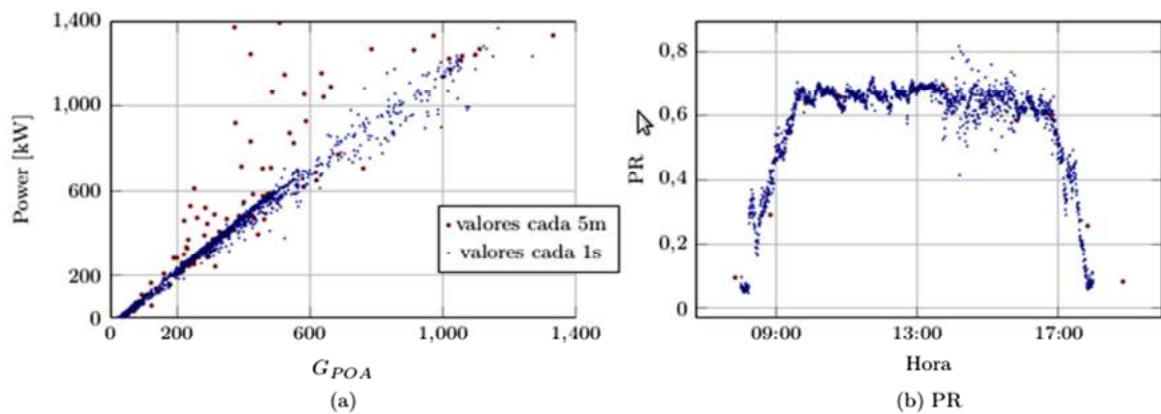 1,400
1,000
600
200
0
Power [kW]
0
200
600
1,000
1,400
G_POA
valores cada 5m
valores cada 1s
(a)
0,8
0,6
0,4
0,2
0
PR
09:00
13:00
17:00
Hora
(b) PR